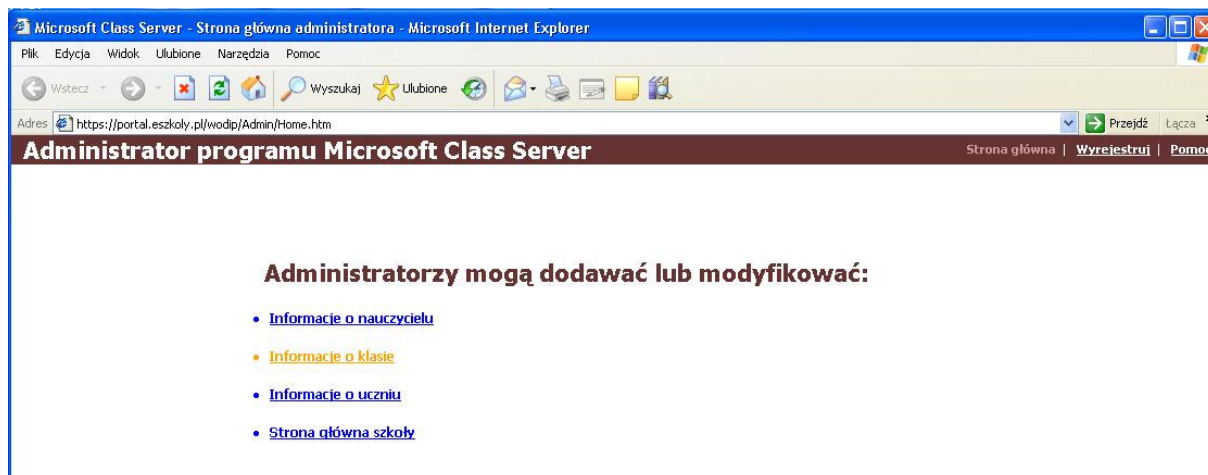 Microsoft Class Server - Strona główna administratora - Microsoft Internet Explorer
Plik Edycja Widok Ulubione Narzędzia Pomoc
Wstecz Wyszukaj Ulubione
Adres https://portal.eszkoly.pl/wodip/Admin/Home.htm Przejdź Łącza
Administrator programu Microsoft Class Server Strona główna | Wyrejestruj | Pomoc
Administratorzy mogą dodawać lub modyfikować:
• Informacje o nauczycielu
• Informacje o klasie
• Informacje o uczniu
• Strona główna szkoły